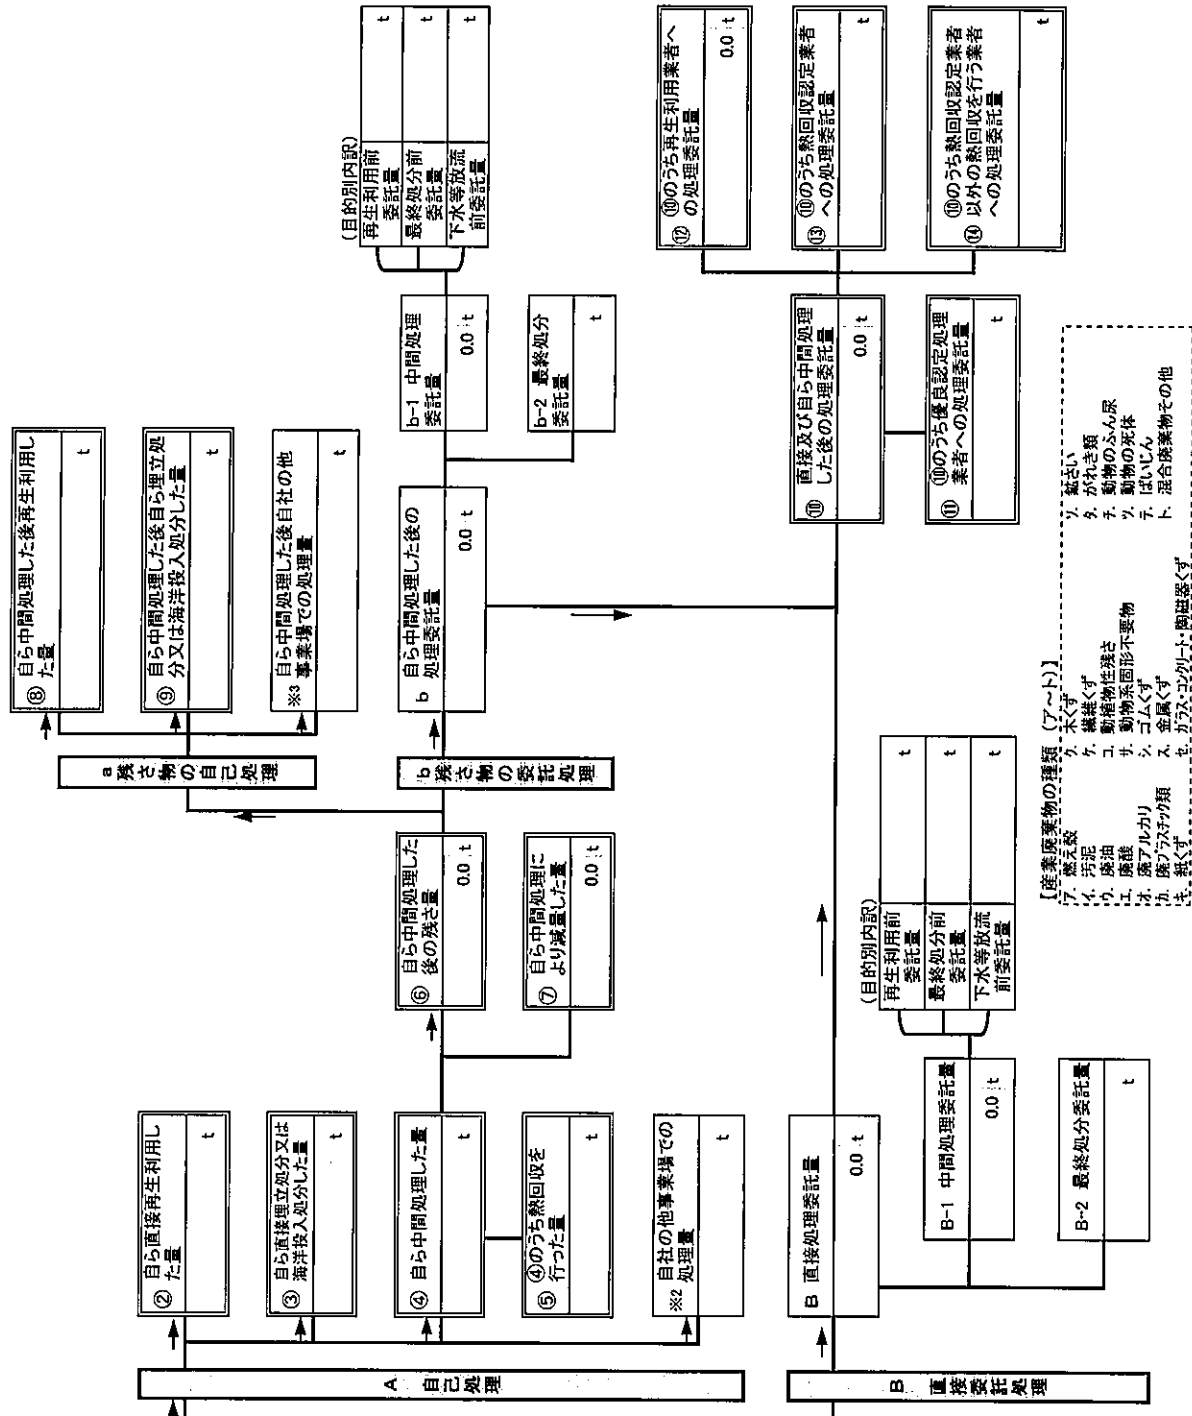 A 自己処理
② 自ら直接再生利用し
た量
t
③ 自ら直接埋立処分又は
海洋投入処分した量
t
④ 自ら中間処理した量
t
⑤ ④のうち熱回収を
行った量
t
※2 自社の他事業場での
処理量
t
⑥ 自ら中間処理した
後の残さ量
0.0 t
⑦ 自ら中間処理に
より減量した量
0.0 t
a 残さ物の自己処理
⑧ 自ら中間処理した後再生利用し
た量
t
⑨ 自ら中間処理した後自ら埋立処
分又は海洋投入処分した量
t
※3 自ら中間処理した後自社の他
事業場での処理量
t
b 残さ物の委託処理
b 自ら中間処理した後の
処理委託量
0.0 t
b-1 中間処理
委託量
0.0 t
b-2 最終処分
委託量
t
(目的別内訳)
再生利用前
委託量
t
最終処分前
委託量
t
下水等放流
前委託量
t
B 直接委託処理
B 直接処理委託量
0.0 t
B-1 中間処理委託量
0.0 t
B-2 最終処分委託量
t
(目的別内訳)
再生利用前
委託量
t
最終処分前
委託量
t
下水等放流
前委託量
t
⑩ 直接及び自ら中間処理
した後の処理委託量
0.0 t
⑪ ⑩のうち優良認定処理
業者への処理委託量
t
⑫ ⑩のうち再生利用業者へ
の処理委託量
0.0 t
⑬ ⑩のうち熱回収認定業者
への処理委託量
t
⑭ ⑩のうち熱回収認定業者
以外の熱回収を行う業者
への処理委託量
t
【産業廃棄物の種類 (ア～ト)】
ア. 燃え殻
イ. 汚泥
ウ. 廃油
エ. 廃酸
オ. 廃アルカリ
カ. 廃プラスチック類
キ. 紙くず
ク. 木くず
ケ. 繊維くず
コ. 動植物性残さ
サ. 動物系固形不要物
シ. ゴムくず
ス. 金属くず
セ. ガラス・コンクリート・陶磁器くず
ソ. 鉱さい
タ. がれき類
チ. 動物のふん尿
ツ. 動物の死体
テ. ばいじん
ト. 混合廃棄物その他